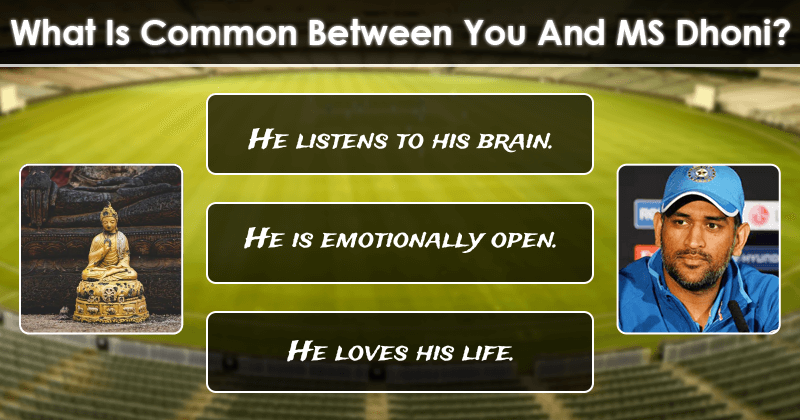 What Is Common Between You And MS Dhoni?
He listens to his brain.
He is emotionally open.
He loves his life.
HYUNDAI